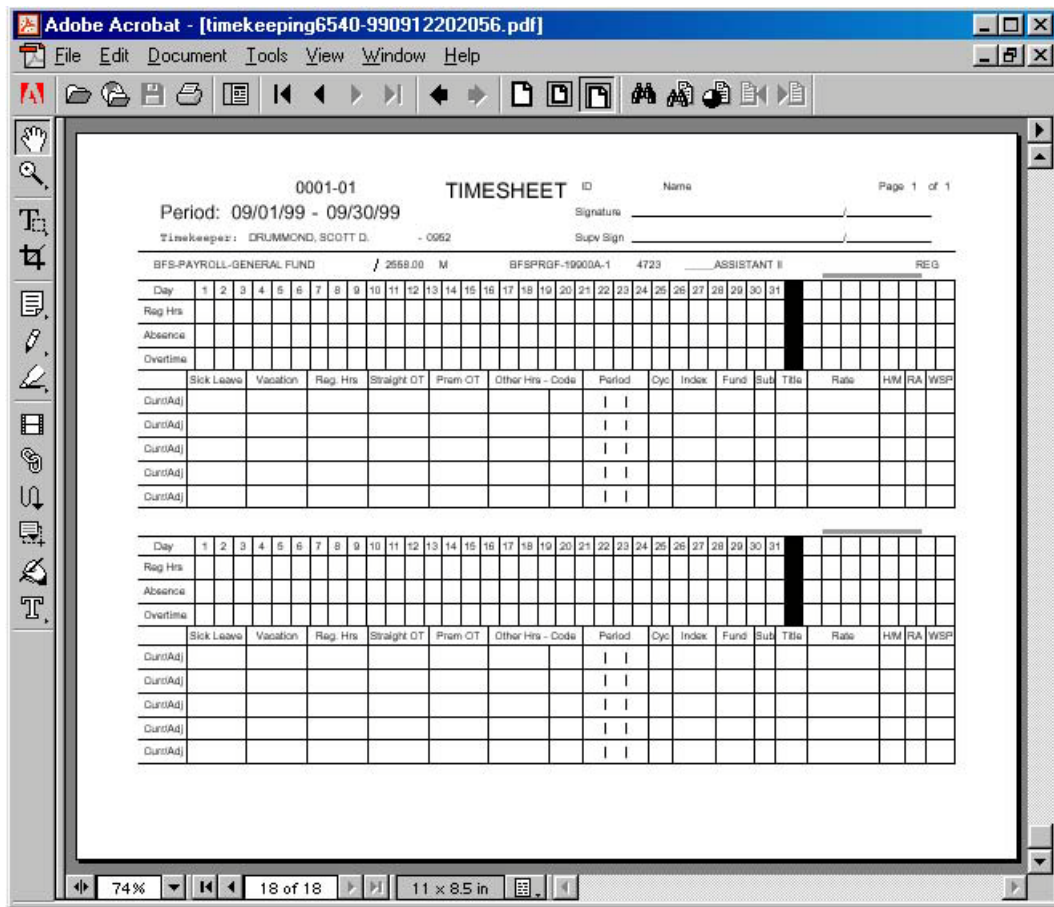 Adobe Acrobat - [timekeeping6540-990912202056.pdf]
File Edit Document Tools View Window Help
0001-01 TIMESHEET ID Name Page 1 of 1
Period: 09/01/99 - 09/30/99 Signature /
Timekeeper: DRUMMOND, SCOTT D. - 0952 Supv Sign /
BFS-PAYROLL-GENERAL FUND / 2558.00 M BFSPRGF-19900A-1 4723 _____ASSISTANT II REG
Day 1 2 3 4 5 6 7 8 9 10 11 12 13 14 15 16 17 18 19 20 21 22 23 24 25 26 27 28 29 30 31
Reg Hrs
Absence
Overtime
Sick Leave Vacation Reg. Hrs Straight OT Prem OT Other Hrs - Code Period Cyc Index Fund Sub Title Rate H/M RA WSP
Curr/Adj
Curr/Adj
Curr/Adj
Curr/Adj
Curr/Adj
Day 1 2 3 4 5 6 7 8 9 10 11 12 13 14 15 16 17 18 19 20 21 22 23 24 25 26 27 28 29 30 31
Reg Hrs
Absence
Overtime
Sick Leave Vacation Reg. Hrs Straight OT Prem OT Other Hrs - Code Period Cyc Index Fund Sub Title Rate H/M RA WSP
Curr/Adj
Curr/Adj
Curr/Adj
Curr/Adj
Curr/Adj
74% 18 of 18 11 x 8.5 in